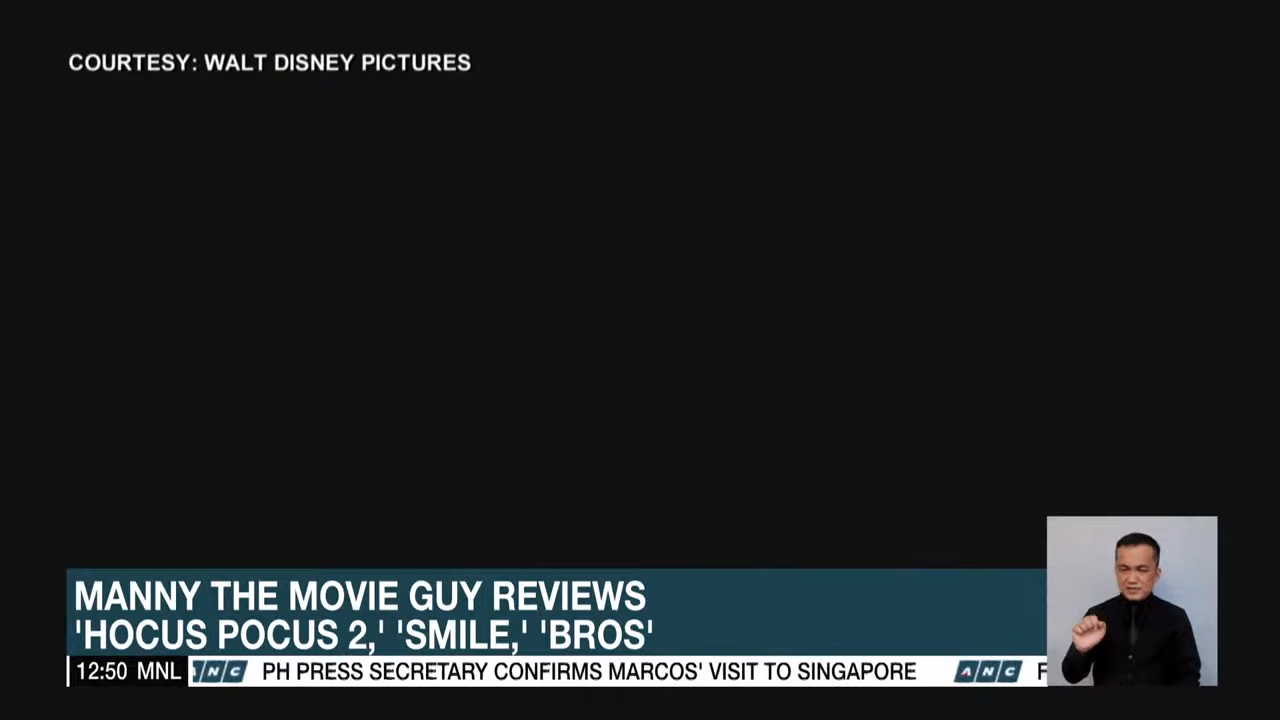 COURTESY: WALT DISNEY PICTURES
MANNY THE MOVIE GUY REVIEWS
'HOCUS POCUS 2,' 'SMILE,' 'BROS'
12:50 MNL ANC PH PRESS SECRETARY CONFIRMS MARCOS' VISIT TO SINGAPORE ANC